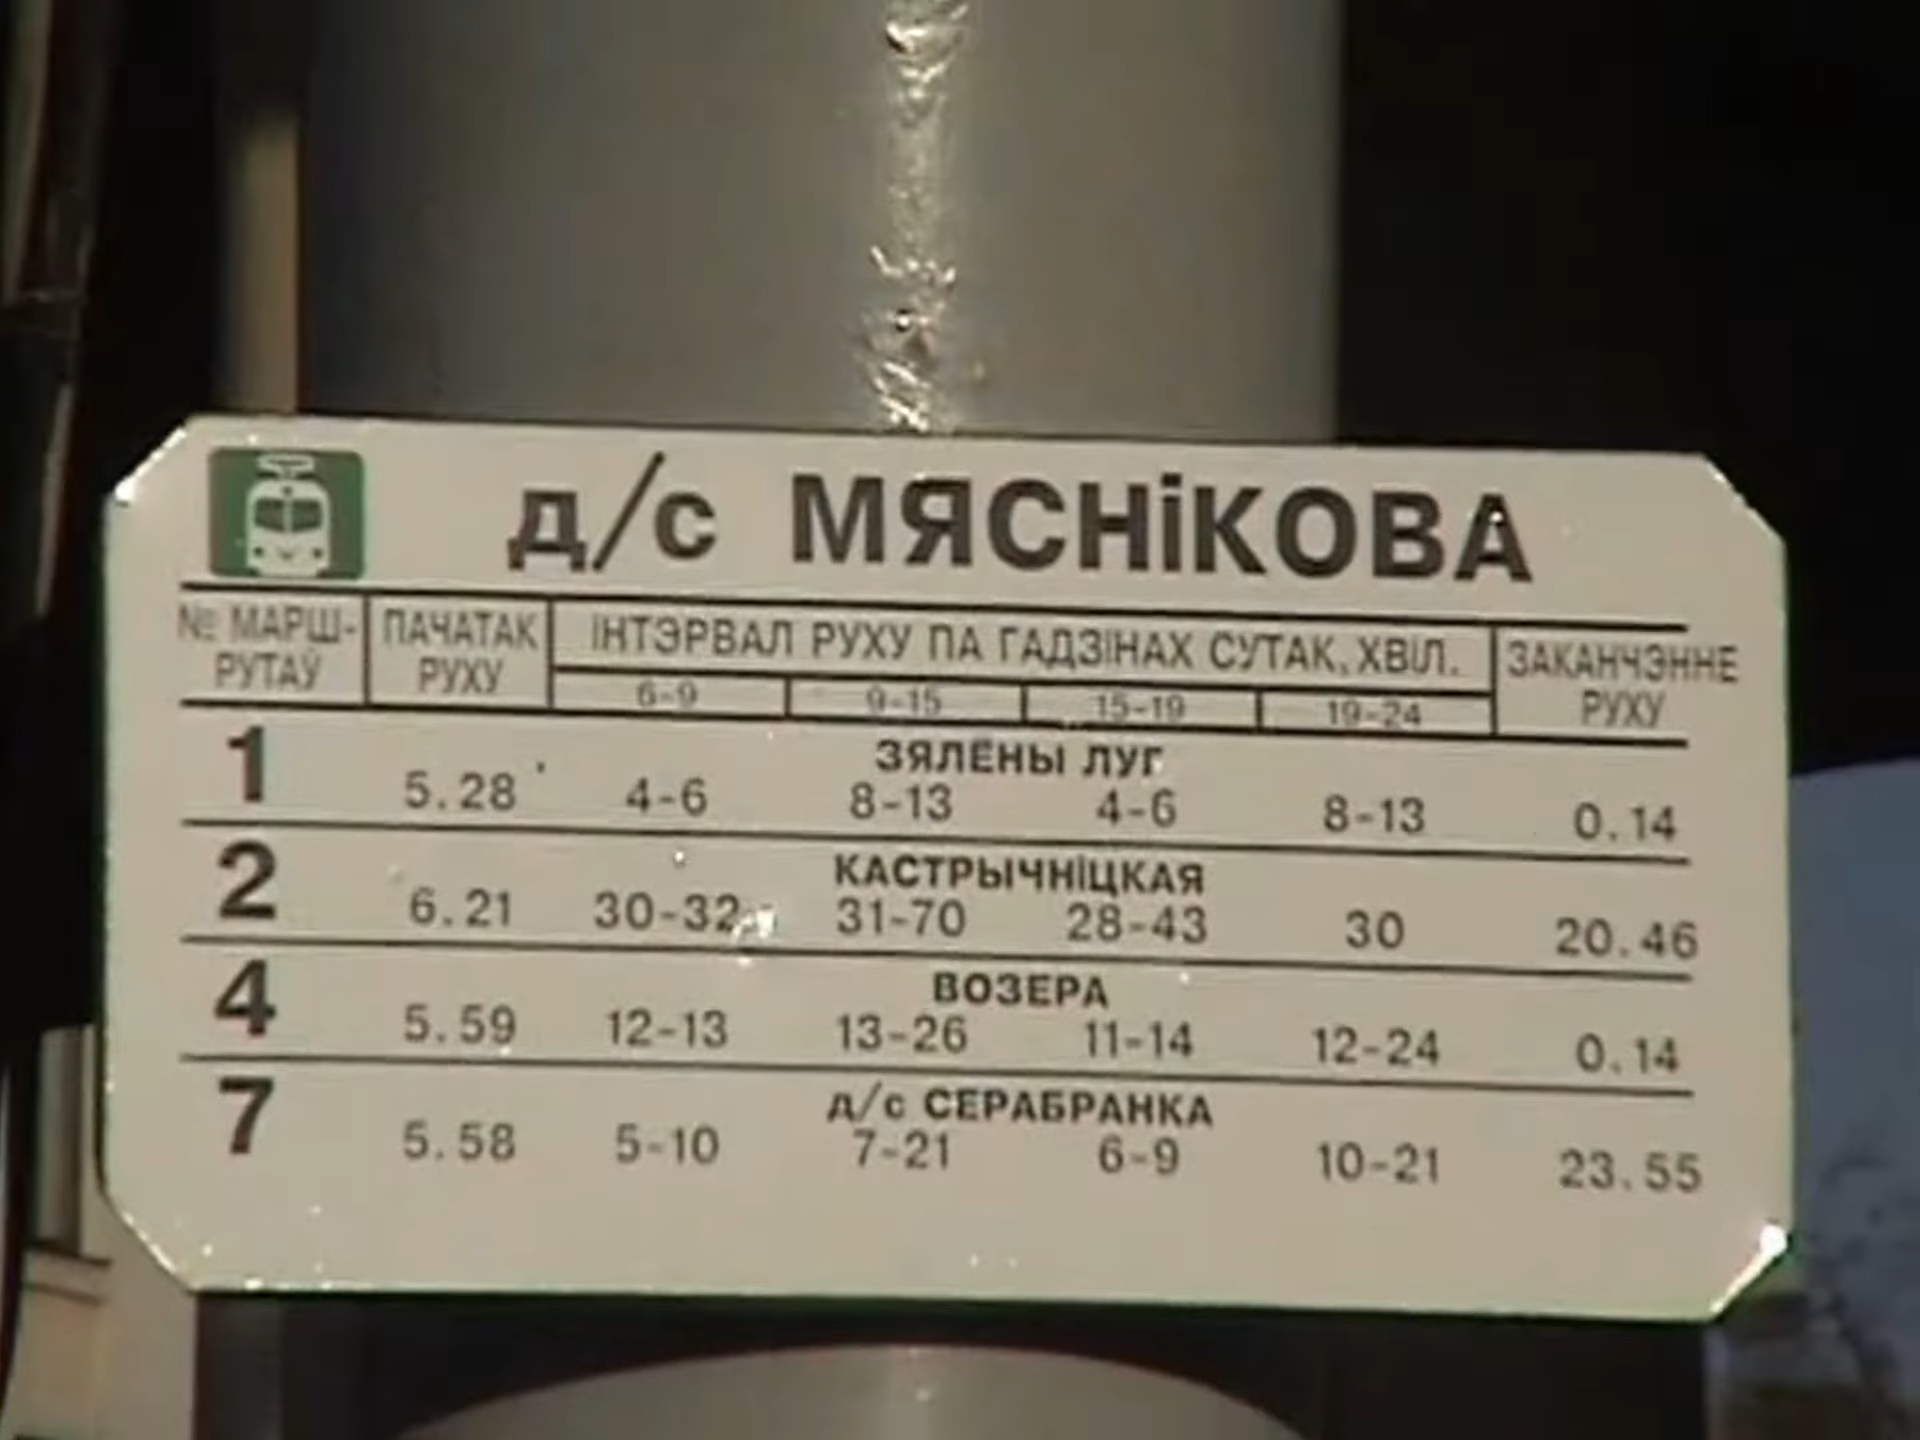 д/с МЯСНіКОВА
№ МАРШ-
РУТАЎ
ПАЧАТАК
РУХУ
ІНТЭРВАЛ РУХУ ПА ГАДЗІНАХ СУТАК, ХВІЛ.
6-9 9-15 15-19 19-24
ЗАКАНЧЭННЕ
РУХУ
1 ЗЯЛЁНЫ ЛУГ
5.28 4-6 8-13 4-6 8-13 0.14
2 КАСТРЫЧНІЦКАЯ
6.21 30-32 31-70 28-43 30 20.46
4 ВОЗЕРА
5.59 12-13 13-26 11-14 12-24 0.14
7 д/с СЕРАБРАНКА
5.58 5-10 7-21 6-9 10-21 23.55